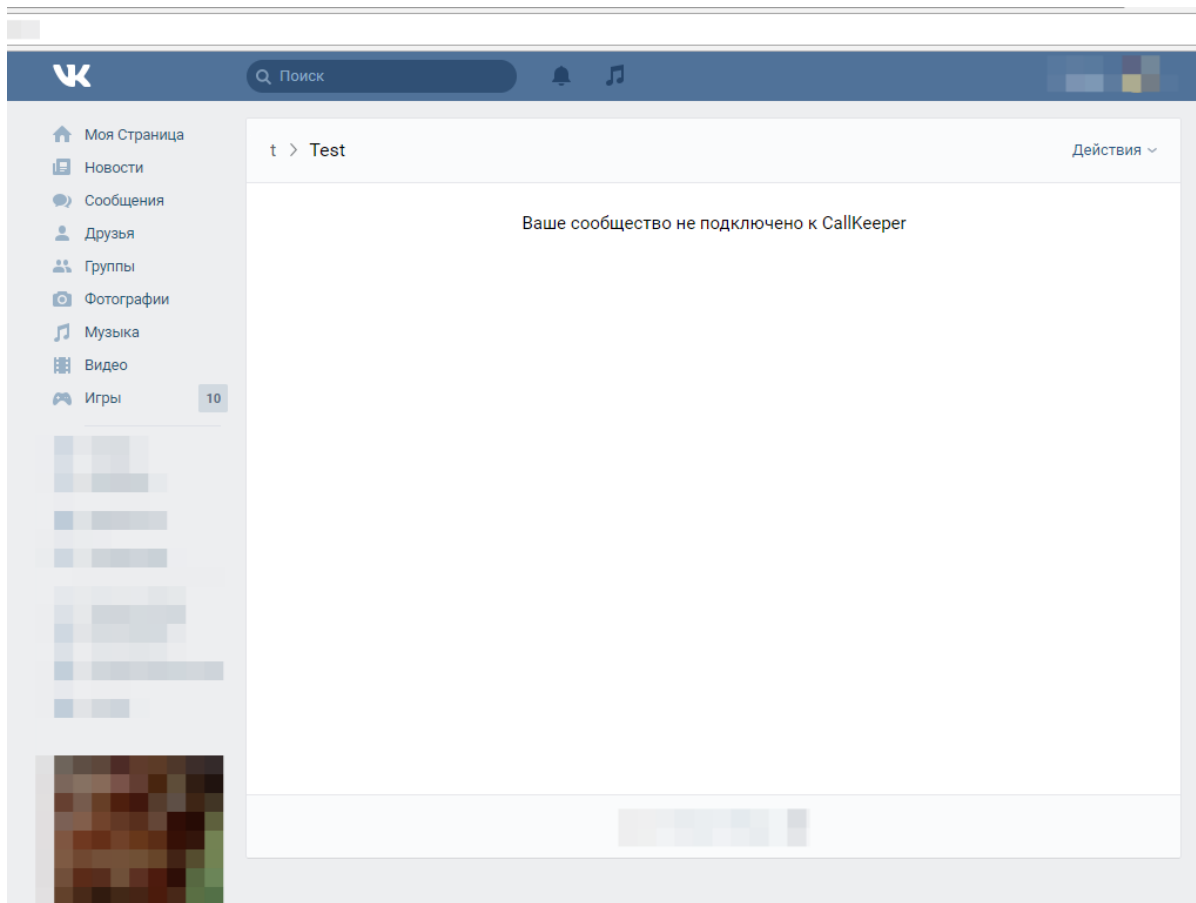 Поиск
Моя Страница
Новости
Сообщения
Друзья
Группы
Фотографии
Музыка
Видео
Игры 10
t > Test
Действия
Ваше сообщество не подключено к CallKeeper